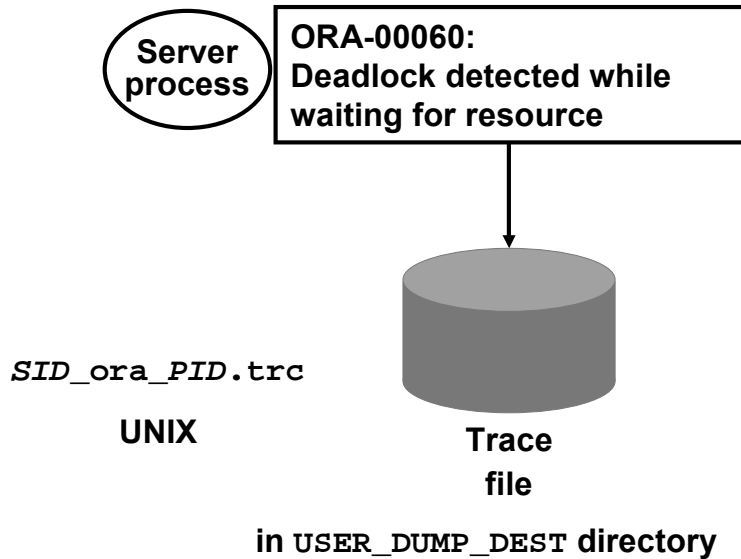 Server
process
ORA-00060:
Deadlock detected while
waiting for resource
SID_ora_PID.trc
UNIX
Trace
file
in USER_DUMP_DEST directory